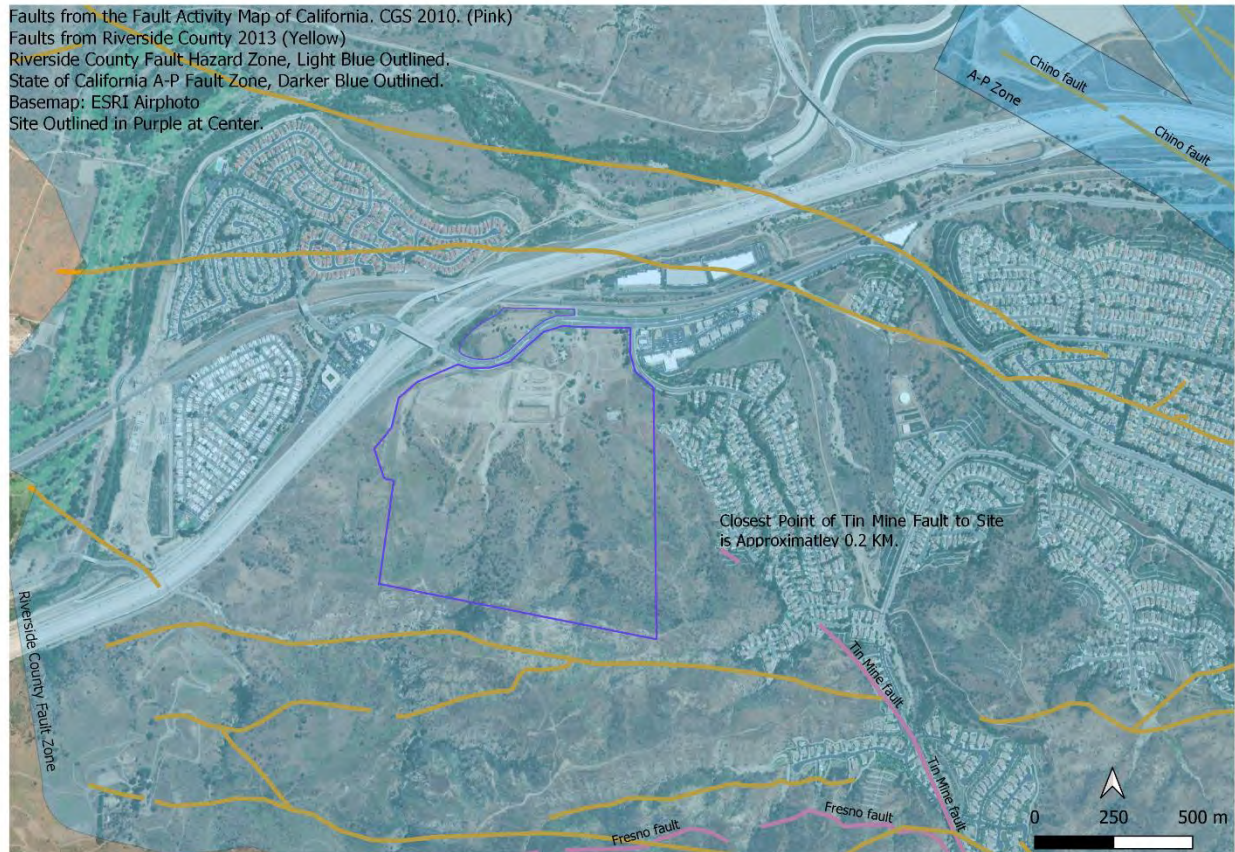 Faults from the Fault Activity Map of California. CGS 2010. (Pink)
Faults from Riverside County 2013 (Yellow)
Riverside County Fault Hazard Zone, Light Blue Outlined.
State of California A-P Fault Zone, Darker Blue Outlined.
Basemap: ESRI Airphoto
Site Outlined in Purple at Center.
Chino fault
A-P Zone
Chino fault
Closest Point of Tin Mine Fault to Site
is Approximatley 0.2 KM.
Riverside County Fault Zone
Tin Mine fault
Tin Mine fault
Fresno fault
Fresno fault
0 250 500 m